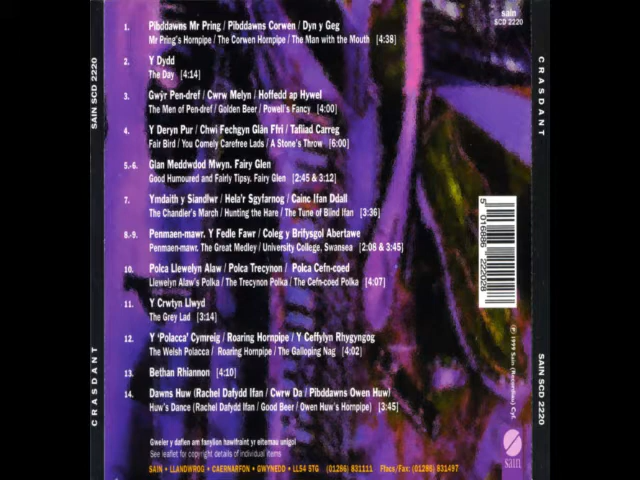 SAIN SCD 2220
CRASDANT
1. Pibddawns Mr Pring / Pibddawns Corwen / Dyn y Geg
Mr Pring's Hornpipe / The Corwen Hornpipe / The Man with the Mouth [4:38]
2. Y Dydd
The Day [4:14]
3. Gwŷr Pen-dref / Cwrw Melyn / Hoffedd ap Hywel
The Men of Pen-dref / Golden Beer / Powell's Fancy [4:00]
4. Y Deryn Pur / Chwi Fechgyn Glân Ffri / Tafliad Carreg
Fair Bird / You Comely Carefree Lads / A Stone's Throw [6:00]
5.-6. Glan Meddwdod Mwyn. Fairy Glen
Good Humoured and Fairly Tipsy. Fairy Glen [2:45 & 3:12]
7. Ymdaith y Siandlwr / Hela'r Sgyfarnog / Cainc Ifan Ddall
The Chandler's March / Hunting the Hare / The Tune of Blind Ifan [3:36]
8.-9. Penmaen-mawr. Y Fedle Fawr / Coleg y Brifysgol Abertawe
Penmaen-mawr. The Great Medley / University College, Swansea [2:08 & 3:45]
10. Polca Llewelyn Alaw / Polca Trecynon / Polca Cefn-coed
Llewelyn Alaw's Polka / The Trecynon Polka / The Cefn-coed Polka [4:07]
11. Y Crwtyn Llwyd
The Grey Lad [3:14]
12. Y 'Polacca' Cymreig / Roaring Hornpipe / Y Ceffylyn Rhygyngog
The Welsh Polacca / Roaring Hornpipe / The Galloping Nag [4:02]
13. Bethan Rhiannon [4:10]
14. Dawns Huw (Rachel Dafydd Ifan / Cwrw Da / Pibddawns Owen Huw)
Huw's Dance (Rachel Dafydd Ifan / Good Beer / Owen Huw's Hornpipe) [3:45]
Gweler y daflen am fanylion hawlfraint yr eitemau unigol
See leaflet for copyright details of individual items
SAIN • LLANDWROG • CAERNARFON • GWYNEDD • LL54 5TG (01286) 831111 Ffacs/Fax: (01286) 831497
sain
SCD 2220
5 016886 222028
℗ 1999 Sain (Recordiau) Cyf.
sain
CRASDANT
SAIN SCD 2220